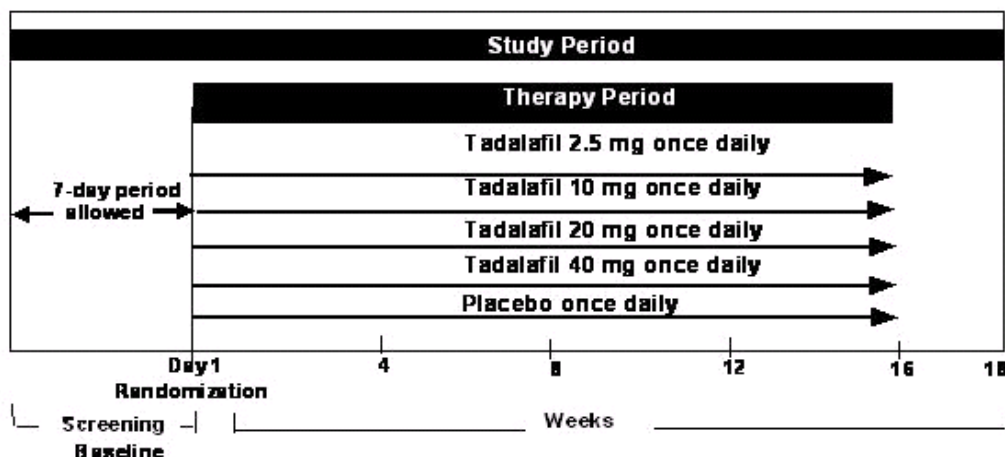 Study Period
Therapy Period
Tadalafil 2.5 mg once daily
7-day period
allowed
Tadalafil 10 mg once daily
Tadalafil 20 mg once daily
Tadalafil 40 mg once daily
Placebo once daily
Day 1 4 8 12 16 18
Randomization
Screening Weeks
Baseline